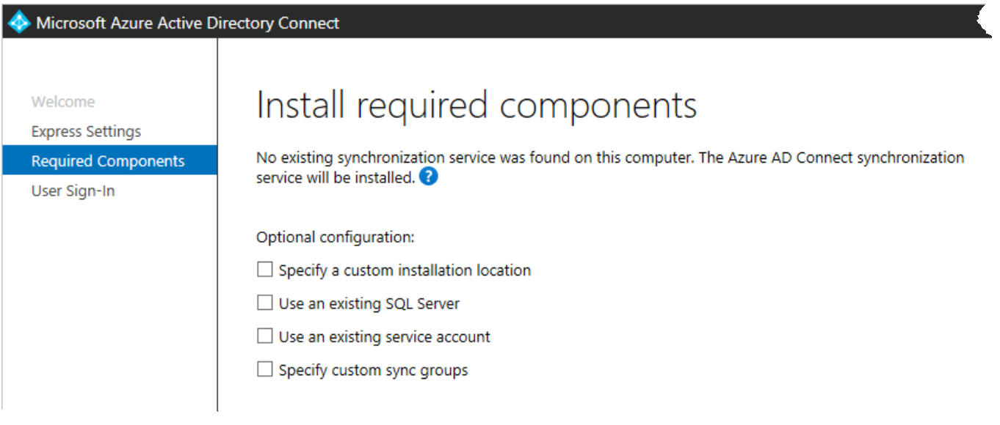 Microsoft Azure Active Directory Connect
Welcome
Express Settings
Required Components
User Sign-In
Install required components
No existing synchronization service was found on this computer. The Azure AD Connect synchronization
service will be installed. ?
Optional configuration:
Specify a custom installation location
Use an existing SQL Server
Use an existing service account
Specify custom sync groups